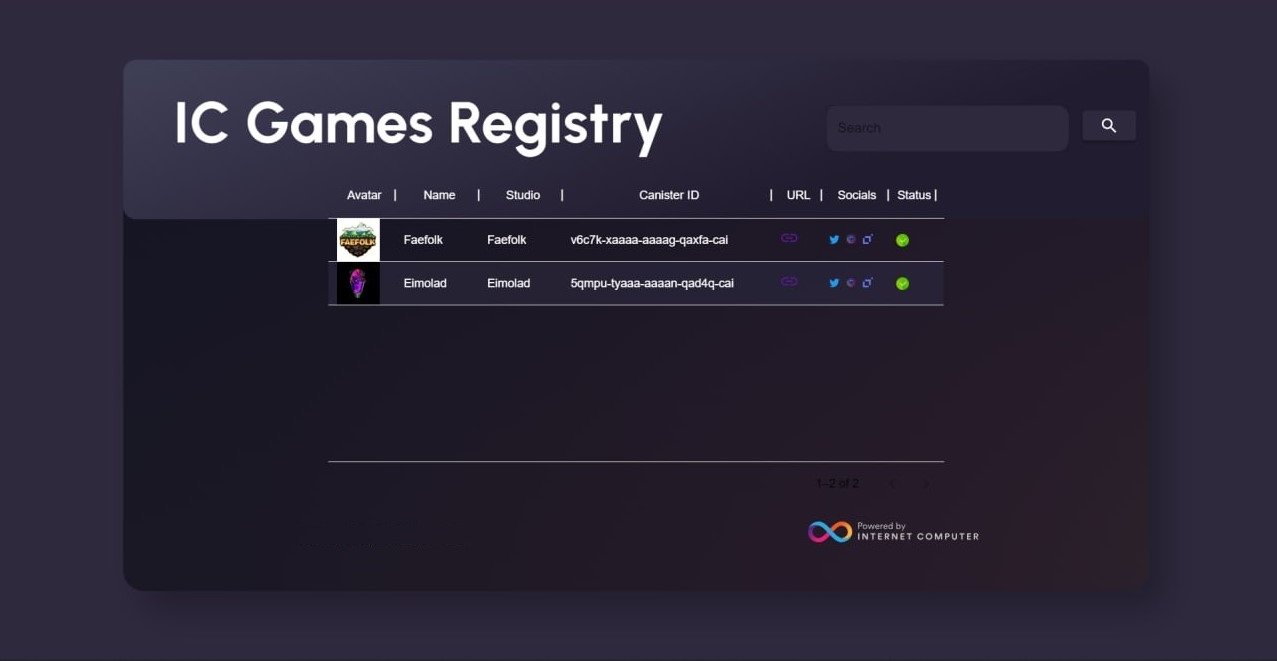 IC Games Registry
Search
Avatar | Name | Studio | Canister ID | URL | Socials | Status |
FAEFOLK Faefolk Faefolk v6c7k-xaaaa-aaaag-qaxfa-cai
Eimolad Eimolad 5qmpu-tyaaa-aaaan-qad4q-cai
1–2 of 2
Powered by
INTERNET COMPUTER